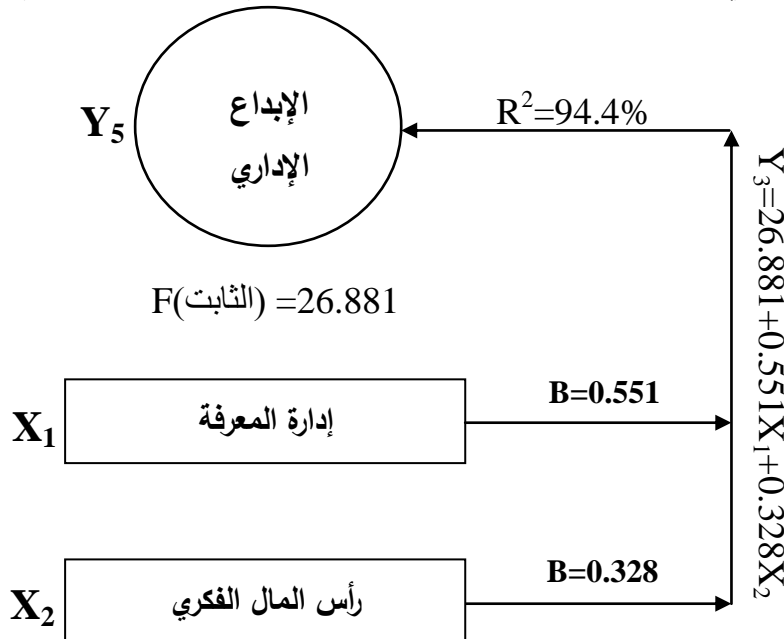 الإبداع
الإداري
Y₅
R²=94.4%
F(الثابت) =26.881
X₁
إدارة المعرفة
B=0.551
X₂
رأس المال الفكري
B=0.328
Y₃=26.881+0.551X₁+0.328X₂